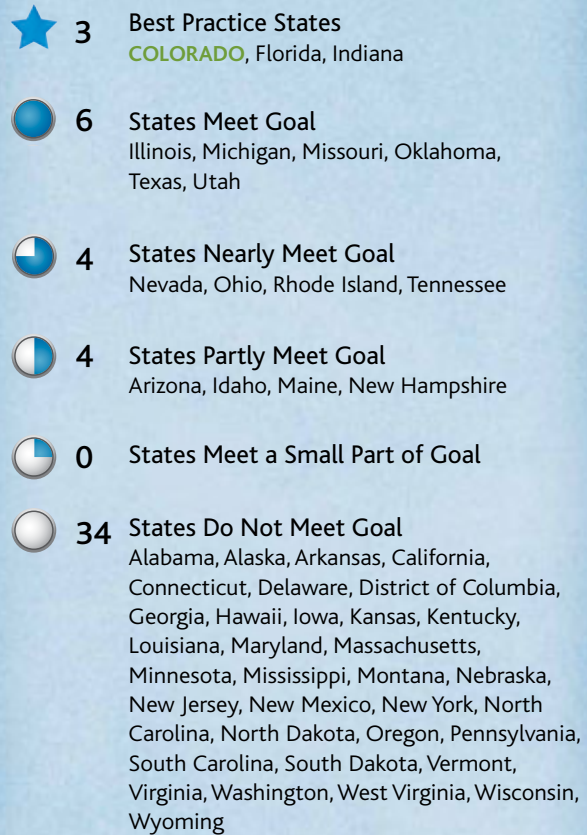 3 Best Practice States
COLORADO, Florida, Indiana
6 States Meet Goal
Illinois, Michigan, Missouri, Oklahoma,
Texas, Utah
4 States Nearly Meet Goal
Nevada, Ohio, Rhode Island, Tennessee
4 States Partly Meet Goal
Arizona, Idaho, Maine, New Hampshire
0 States Meet a Small Part of Goal
34 States Do Not Meet Goal
Alabama, Alaska, Arkansas, California,
Connecticut, Delaware, District of Columbia,
Georgia, Hawaii, Iowa, Kansas, Kentucky,
Louisiana, Maryland, Massachusetts,
Minnesota, Mississippi, Montana, Nebraska,
New Jersey, New Mexico, New York, North
Carolina, North Dakota, Oregon, Pennsylvania,
South Carolina, South Dakota, Vermont,
Virginia, Washington, West Virginia, Wisconsin,
Wyoming